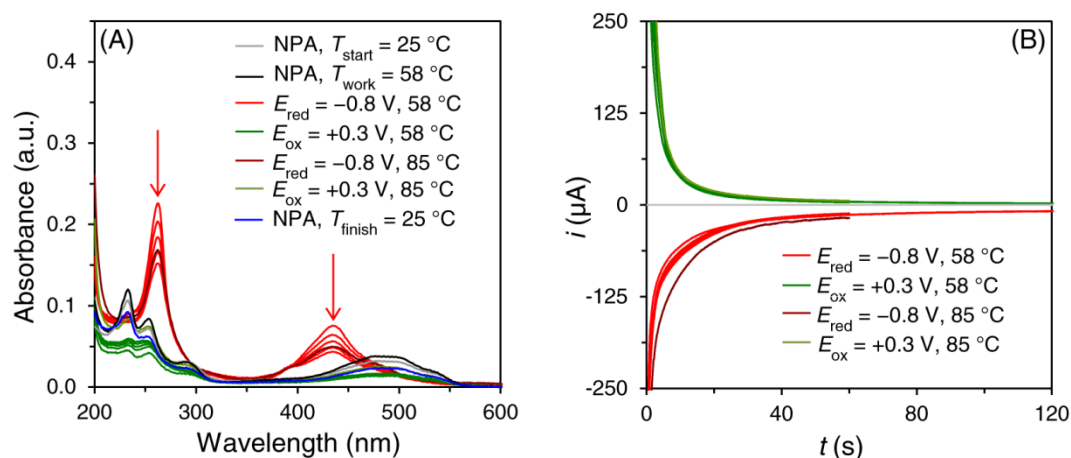 (A)
NPA, Tstart = 25 °C
NPA, Twork = 58 °C
Ered = −0.8 V, 58 °C
Eox = +0.3 V, 58 °C
Ered = −0.8 V, 85 °C
Eox = +0.3 V, 85 °C
NPA, Tfinish = 25 °C
Absorbance (a.u.)
0.4
0.3
0.2
0.1
0.0
200 300 400 500 600
Wavelength (nm)
(B)
i (µA)
250
125
0
-125
-250
Ered = −0.8 V, 58 °C
Eox = +0.3 V, 58 °C
Ered = −0.8 V, 85 °C
Eox = +0.3 V, 85 °C
0 40 80 120
t (s)